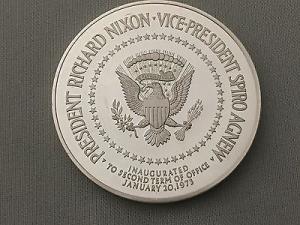 PRESIDENT RICHARD NIXON · VICE-PRESIDENT SPIRO AGNEW
INAUGURATED
· TO SECOND TERM OF OFFICE ·
JANUARY 20, 1973